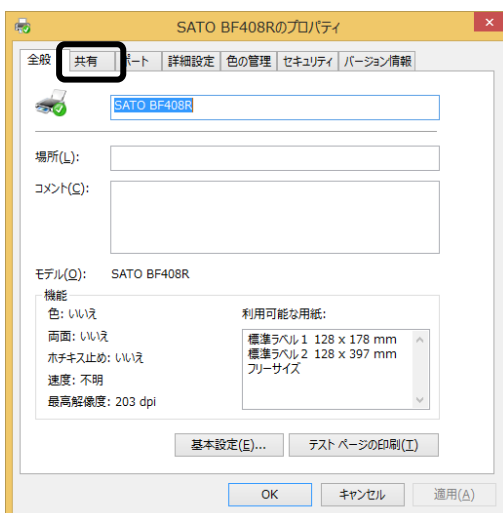 SATO BF408Rのプロパティ
全般 共有 ポート 詳細設定 色の管理 セキュリティ バージョン情報
SATO BF408R
場所(L):
コメント(C):
モデル(O): SATO BF408R
機能
色: いいえ
両面: いいえ
ホチキス止め: いいえ
速度: 不明
最高解像度: 203 dpi
利用可能な用紙:
標準ラベル1 128 x 178 mm
標準ラベル2 128 x 397 mm
フリーサイズ
基本設定(E)... テスト ページの印刷(T)
OK キャンセル 適用(A)